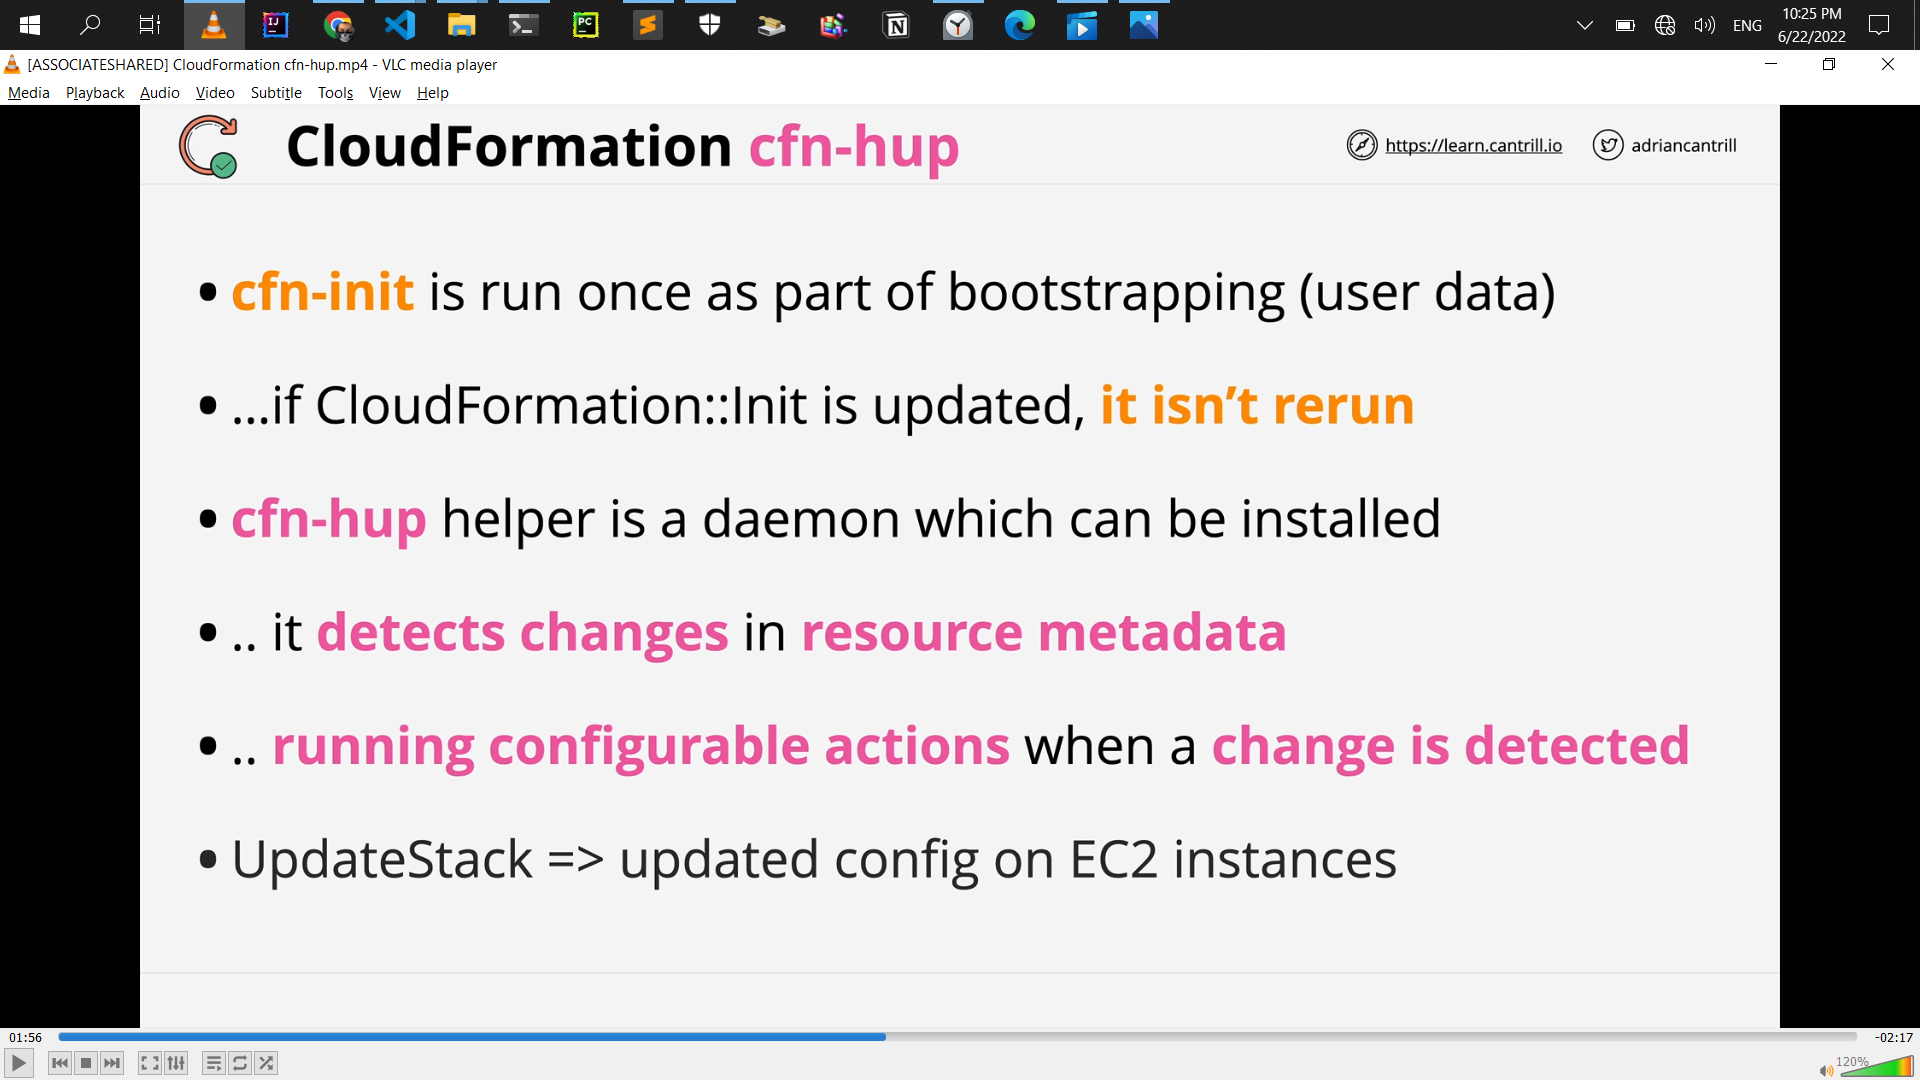 ENG
10:25 PM
6/22/2022
[ASSOCIATESHARED] CloudFormation cfn-hup.mp4 - VLC media player
Media Playback Audio Video Subtitle Tools View Help
CloudFormation cfn-hup
https://learn.cantrill.io
adriancantrill
• cfn-init is run once as part of bootstrapping (user data)
• ...if CloudFormation::Init is updated, it isn’t rerun
• cfn-hup helper is a daemon which can be installed
• .. it detects changes in resource metadata
• .. running configurable actions when a change is detected
• UpdateStack => updated config on EC2 instances
01:56
-02:17
120%